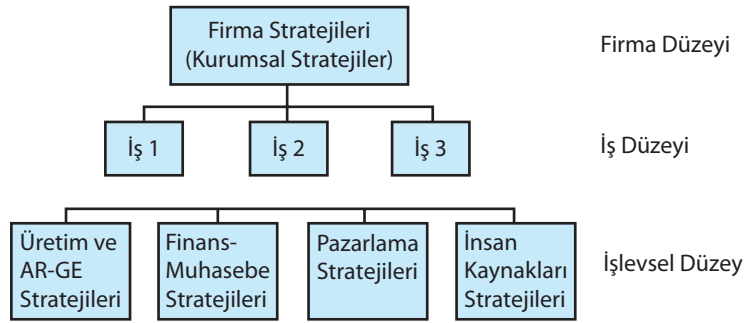 Firma Stratejileri
(Kurumsal Stratejiler)
Firma Düzeyi
İş 1
İş 2
İş 3
İş Düzeyi
Üretim ve
AR-GE
Stratejileri
Finans-
Muhasebe
Stratejileri
Pazarlama
Stratejileri
İnsan
Kaynakları
Stratejileri
İşlevsel Düzey